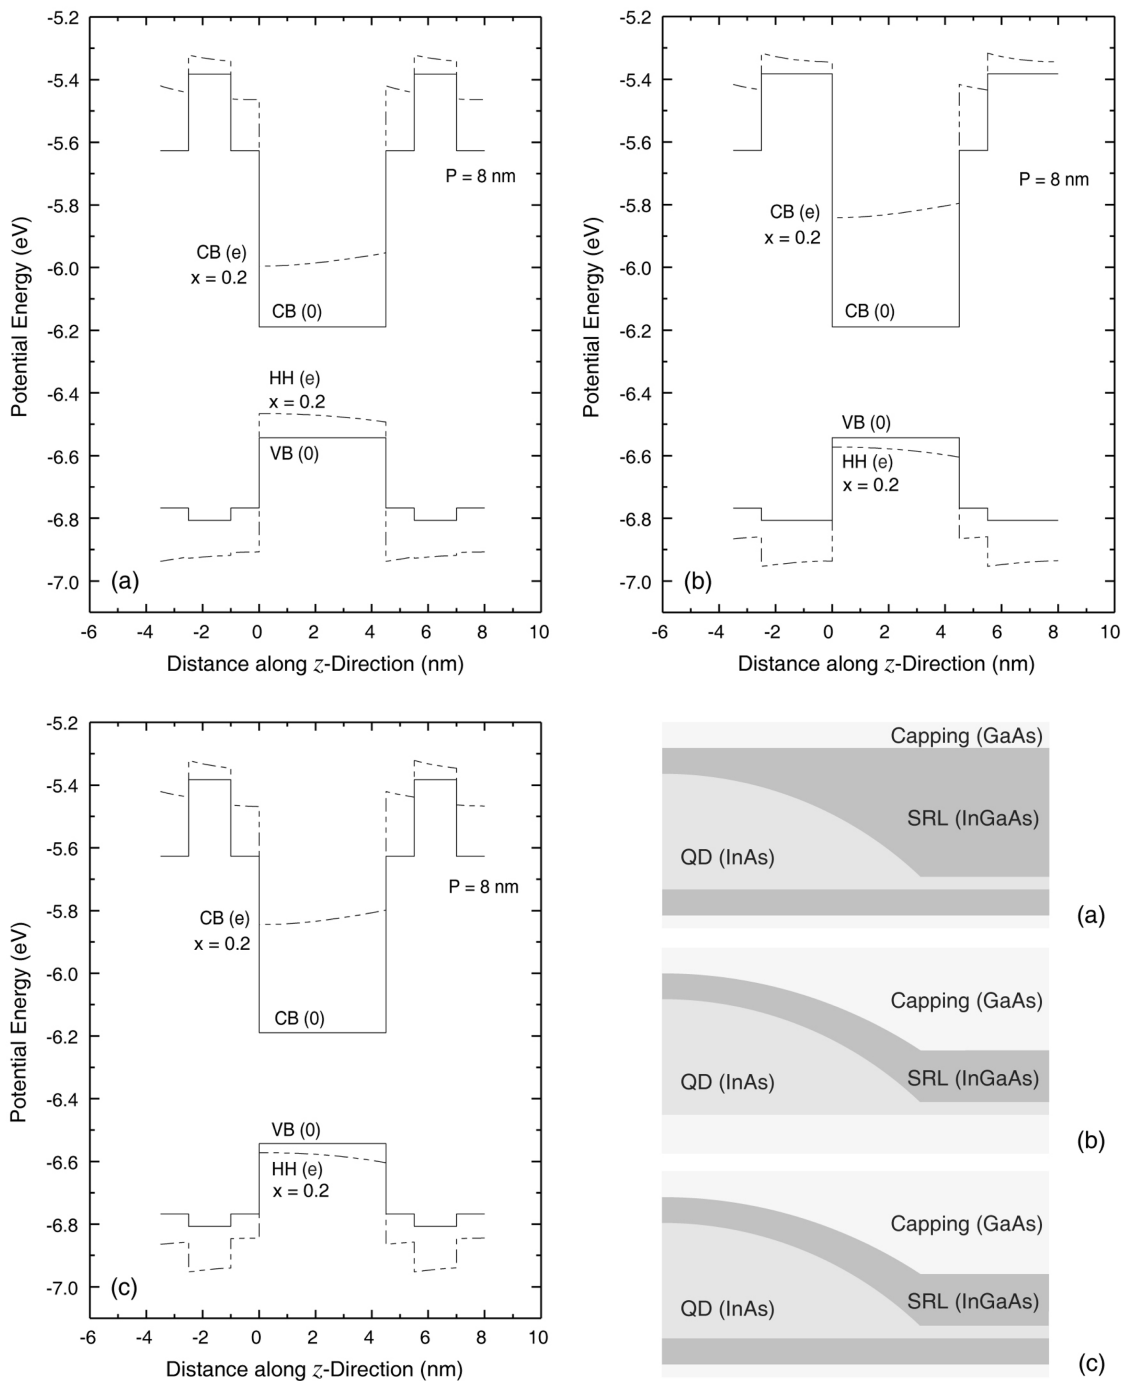 -5.2
-5.4
-5.6
-5.8
-6.0
-6.2
-6.4
-6.6
-6.8
-7.0
Potential Energy (eV)
P = 8 nm
CB (e)
x = 0.2
CB (0)
HH (e)
x = 0.2
VB (0)
(a)
-6 -4 -2 0 2 4 6 8 10
Distance along z-Direction (nm)
-5.2
-5.4
-5.6
-5.8
-6.0
-6.2
-6.4
-6.6
-6.8
-7.0
Potential Energy (eV)
P = 8 nm
CB (e)
x = 0.2
CB (0)
VB (0)
HH (e)
x = 0.2
(b)
-6 -4 -2 0 2 4 6 8 10
Distance along z-Direction (nm)
-5.2
-5.4
-5.6
-5.8
-6.0
-6.2
-6.4
-6.6
-6.8
-7.0
Potential Energy (eV)
P = 8 nm
CB (e)
x = 0.2
CB (0)
VB (0)
HH (e)
x = 0.2
(c)
-6 -4 -2 0 2 4 6 8 10
Distance along z-Direction (nm)
Capping (GaAs)
SRL (InGaAs)
QD (InAs)
(a)
Capping (GaAs)
SRL (InGaAs)
QD (InAs)
(b)
Capping (GaAs)
SRL (InGaAs)
QD (InAs)
(c)